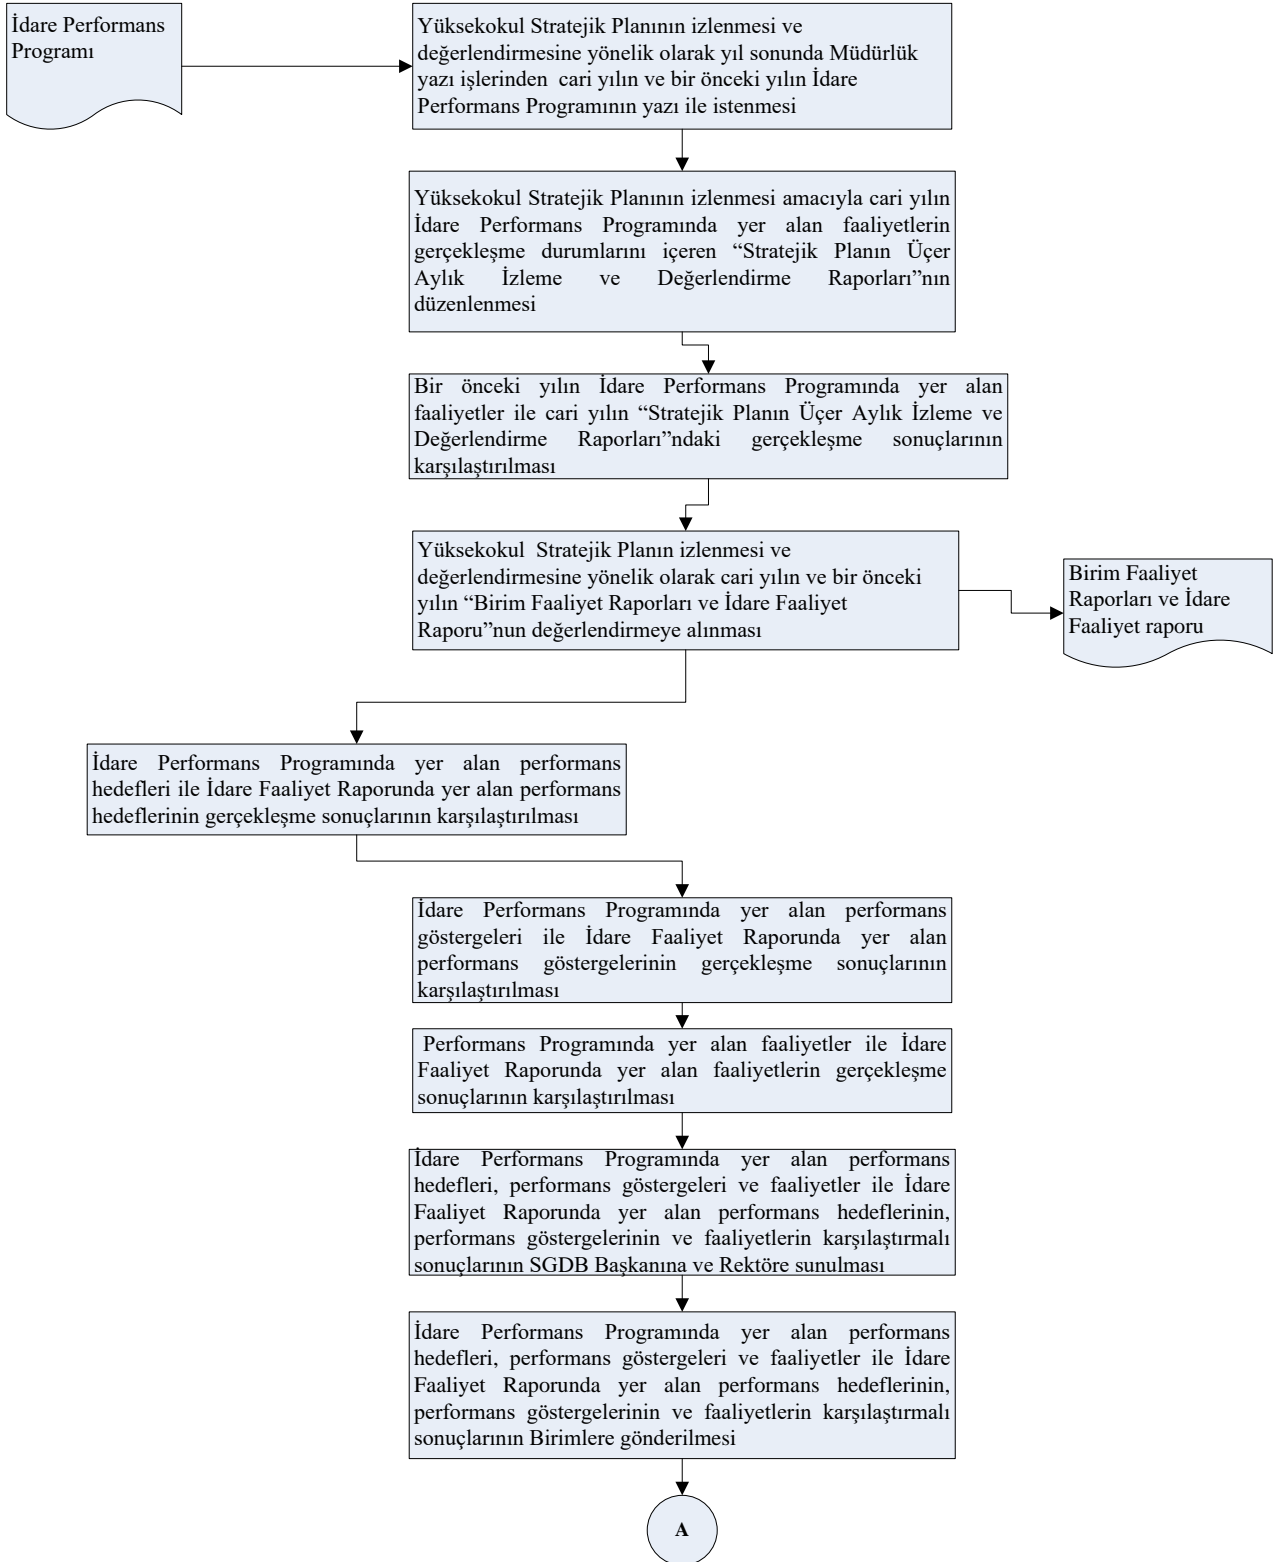 İdare Performans
Programı
Yüksekokul Stratejik Planının izlenmesi ve
değerlendirmesine yönelik olarak yıl sonunda Müdürlük
yazı işlerinden cari yılın ve bir önceki yılın İdare
Performans Programının yazı ile istenmesi
Yüksekokul Stratejik Planının izlenmesi amacıyla cari yılın
İdare Performans Programında yer alan faaliyetlerin
gerçekleşme durumlarını içeren “Stratejik Planın Üçer
Aylık İzleme ve Değerlendirme Raporları”nın
düzenlenmesi
Bir önceki yılın İdare Performans Programında yer alan
faaliyetler ile cari yılın “Stratejik Planın Üçer Aylık İzleme ve
Değerlendirme Raporları”ndaki gerçekleşme sonuçlarının
karşılaştırılması
Yüksekokul Stratejik Planın izlenmesi ve
değerlendirmesine yönelik olarak cari yılın ve bir önceki
yılın “Birim Faaliyet Raporları ve İdare Faaliyet
Raporu”nun değerlendirmeye alınması
Birim Faaliyet
Raporları ve İdare
Faaliyet raporu
İdare Performans Programında yer alan performans
hedefleri ile İdare Faaliyet Raporunda yer alan performans
hedeflerinin gerçekleşme sonuçlarının karşılaştırılması
İdare Performans Programında yer alan performans
göstergeleri ile İdare Faaliyet Raporunda yer alan
performans göstergelerinin gerçekleşme sonuçlarının
karşılaştırılması
Performans Programında yer alan faaliyetler ile İdare
Faaliyet Raporunda yer alan faaliyetlerin gerçekleşme
sonuçlarının karşılaştırılması
İdare Performans Programında yer alan performans
hedefleri, performans göstergeleri ve faaliyetler ile İdare
Faaliyet Raporunda yer alan performans hedeflerinin,
performans göstergelerinin ve faaliyetlerin karşılaştırmalı
sonuçlarının SGDB Başkanına ve Rektöre sunulması
İdare Performans Programında yer alan performans
hedefleri, performans göstergeleri ve faaliyetler ile İdare
Faaliyet Raporunda yer alan performans hedeflerinin,
performans göstergelerinin ve faaliyetlerin karşılaştırmalı
sonuçlarının Birimlere gönderilmesi
A